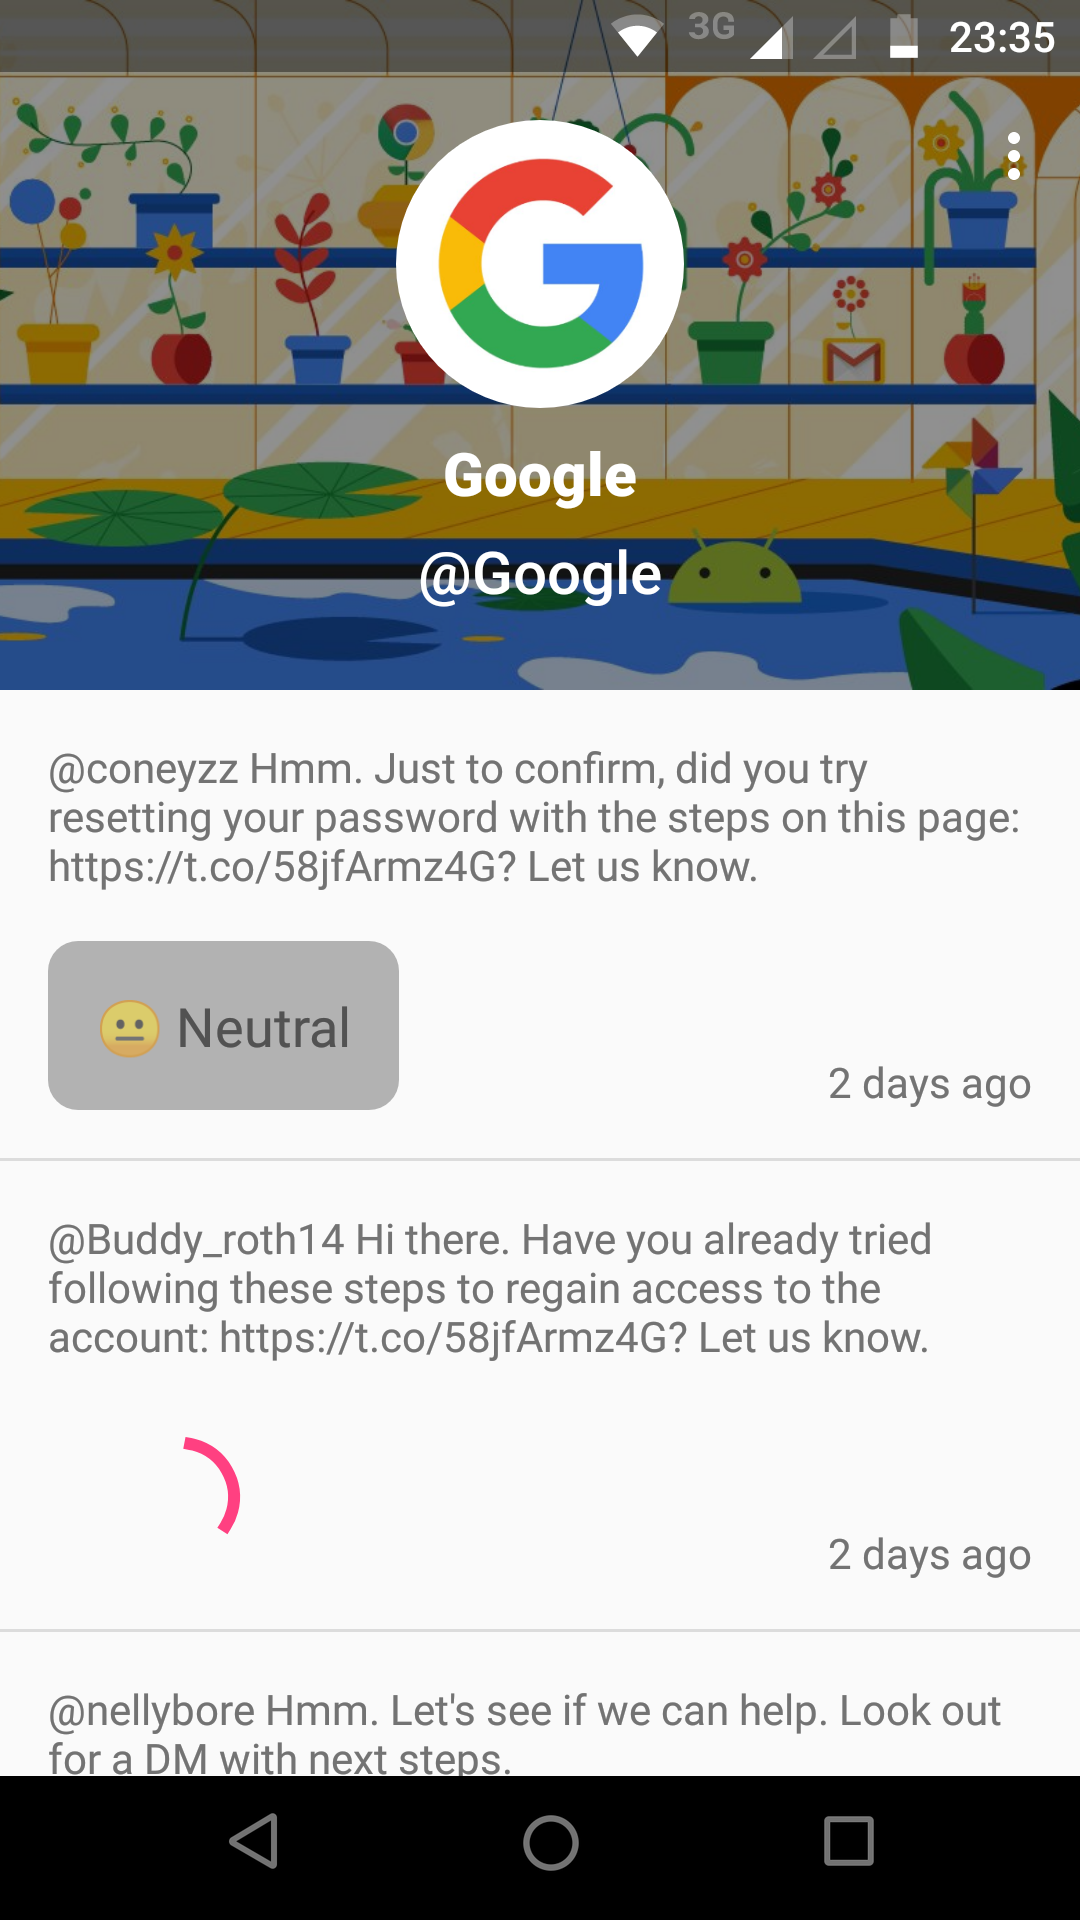 3G 23:35
Google
@Google
@coneyzz Hmm. Just to confirm, did you try
resetting your password with the steps on this page:
https://t.co/58jfArmz4G? Let us know.
😐 Neutral
2 days ago
@Buddy_roth14 Hi there. Have you already tried
following these steps to regain access to the
account: https://t.co/58jfArmz4G? Let us know.
2 days ago
@nellybore Hmm. Let's see if we can help. Look out
for a DM with next steps.